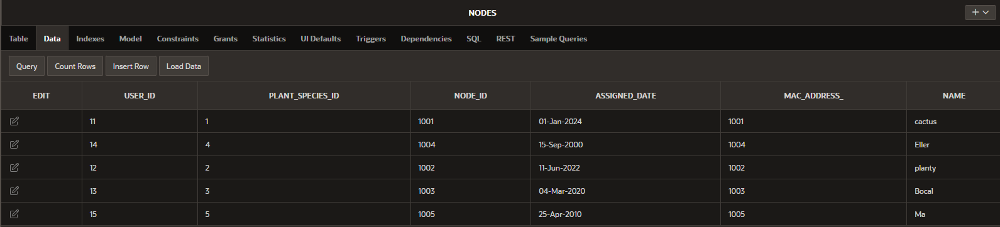 NODES
Table Data Indexes Model Constraints Grants Statistics UI Defaults Triggers Dependencies SQL REST Sample Queries
Query Count Rows Insert Row Load Data
EDIT USER_ID PLANT_SPECIES_ID NODE_ID ASSIGNED_DATE MAC_ADDRESS_ NAME
11 1 1001 01-Jan-2024 1001 cactus
14 4 1004 15-Sep-2000 1004 Eller
12 2 1002 11-Jun-2022 1002 planty
13 3 1003 04-Mar-2020 1003 Bocal
15 5 1005 25-Apr-2010 1005 Ma